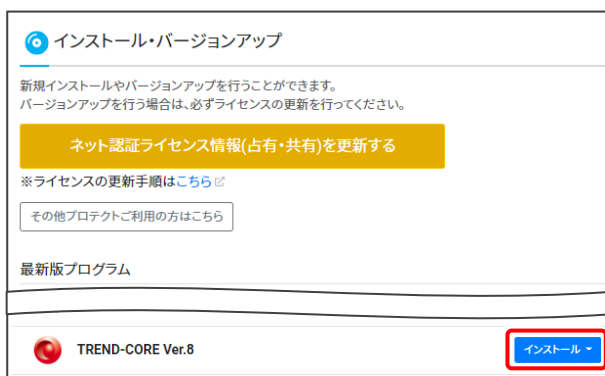 インストール・バージョンアップ
新規インストールやバージョンアップを行うことができます。
バージョンアップを行う場合は、必ずライセンスの更新を行ってください。
ネット認証ライセンス情報(占有・共有)を更新する
※ライセンスの更新手順はこちら
その他プロテクトご利用の方はこちら
最新版プログラム
TREND-CORE Ver.8
インストール